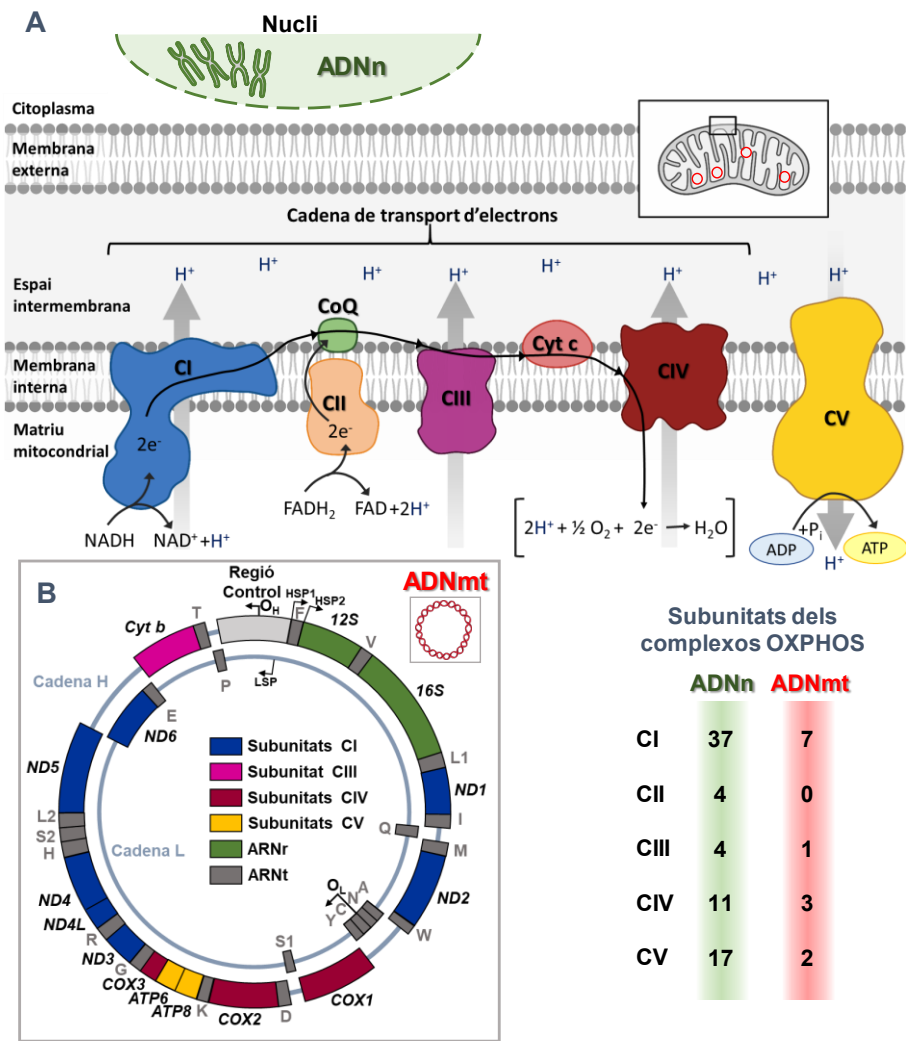 A
Nucli
ADNn
Citoplasma
Membrana
externa
Cadena de transport d'electrons
H⁺ H⁺ H⁺ H⁺ H⁺ H⁺ H⁺ H⁺
Espai
intermembrana
CoQ
Cyt c
Membrana
interna
CI
CII
CIII
CIV
CV
Matriu
mitocondrial
2e⁻
2e⁻
NADH NAD⁺ +H⁺
FADH₂ FAD+2H⁺
2H⁺ + ½ O₂ + 2e⁻ → H₂O
ADP +Pᵢ ATP
H⁺
B
Regió
Control
ADNmt
O_H
HSP1
HSP2
LSP
T
Cyt b
P
F
12S
V
16S
L1
ND1
I
Q
M
ND2
W
A
N
C
Y
O_L
COX1
S1
D
COX2
K
ATP8
ATP6
COX3
G
ND3
R
ND4L
ND4
H
S2
L2
ND5
ND6
E
Cadena H
Cadena L
Subunitats CI
Subunitat CIII
Subunitats CIV
Subunitats CV
ARNr
ARNt
Subunitats dels
complexos OXPHOS
ADNn ADNmt
CI 37 7
CII 4 0
CIII 4 1
CIV 11 3
CV 17 2